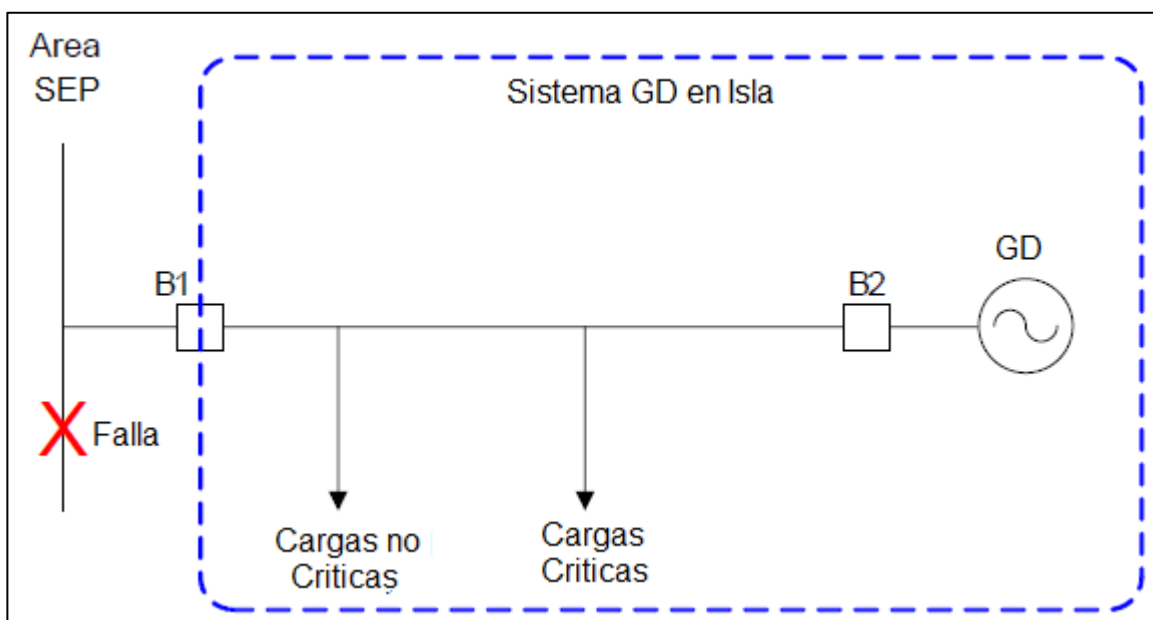 Area
SEP
Sistema GD en Isla
GD
B1
B2
X Falla
Cargas no
Criticas
Cargas
Criticas